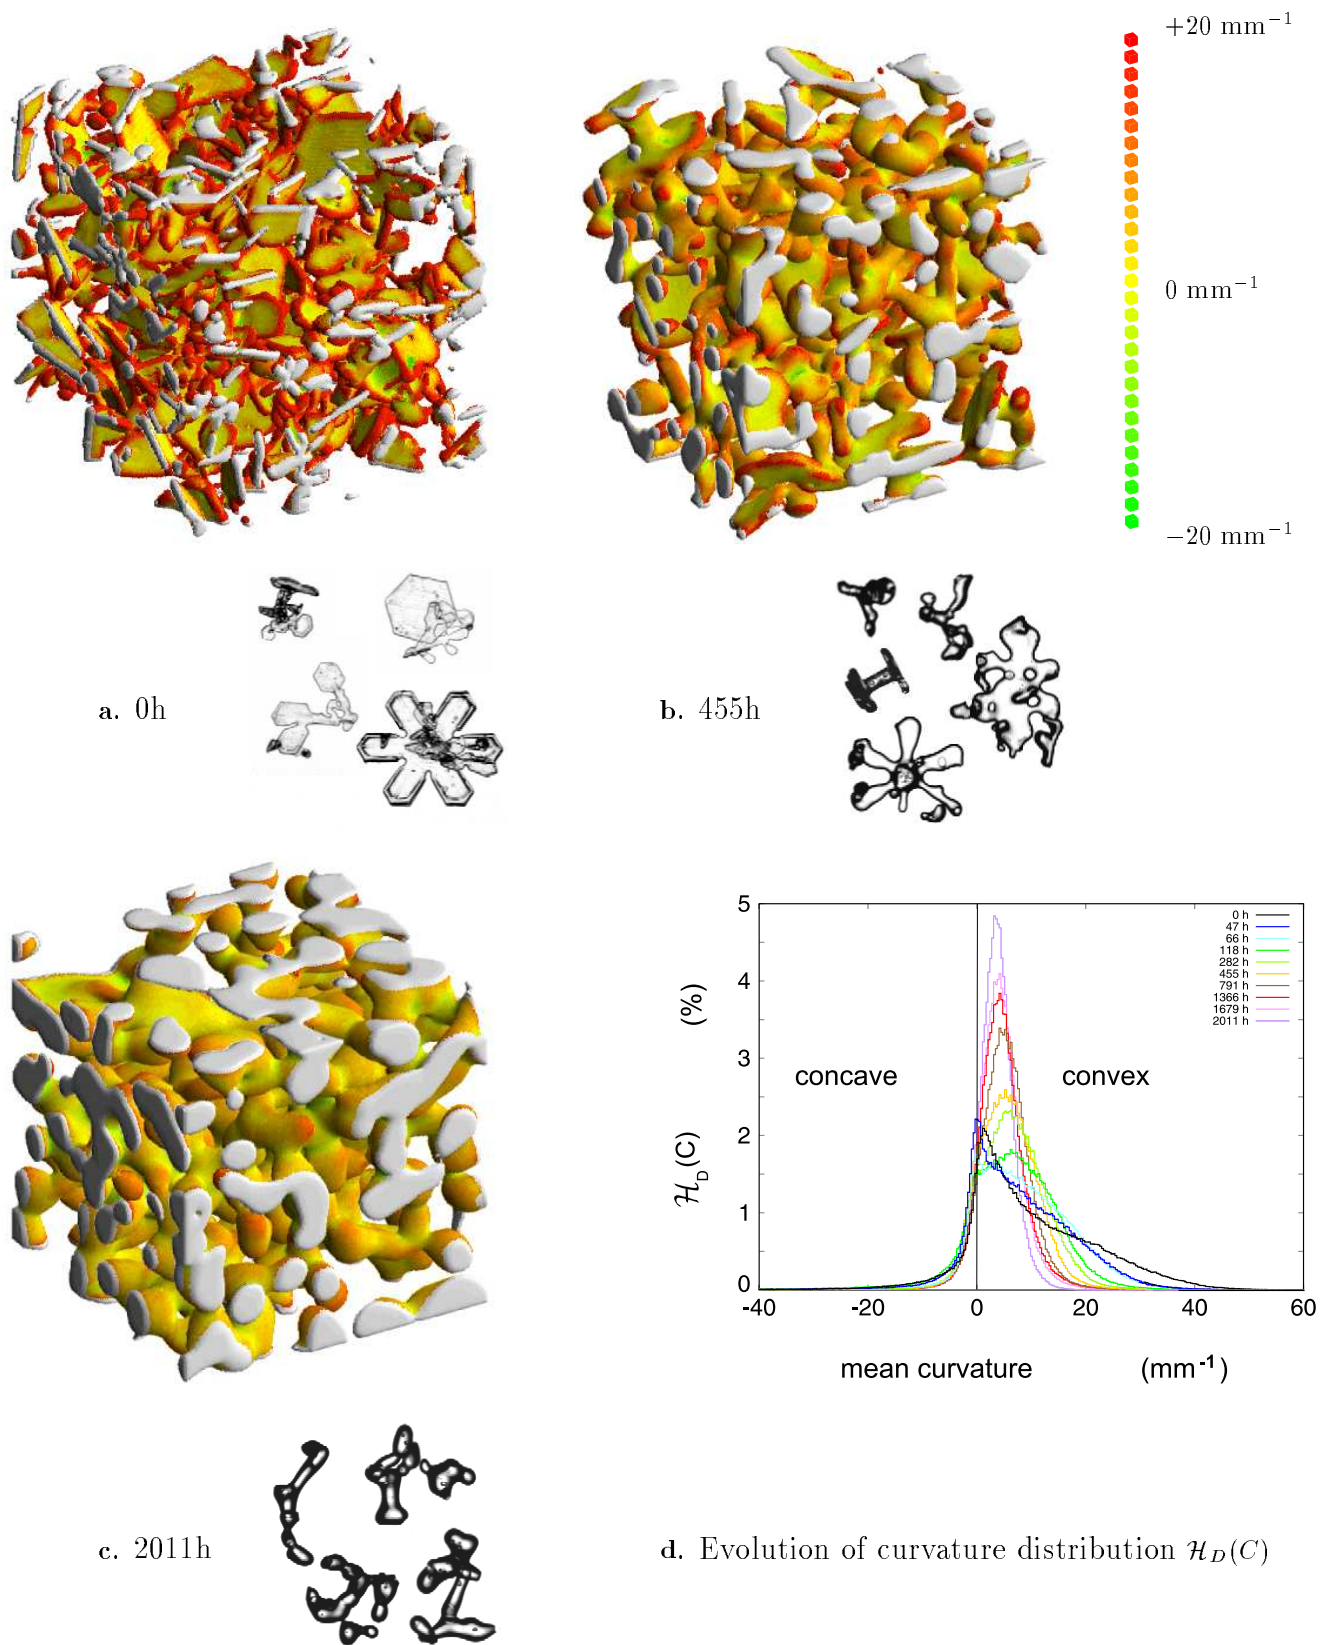 +20 mm⁻¹
0 mm⁻¹
−20 mm⁻¹
a. 0h
b. 455h
5
4
3
2
1
0
(%)
ℋ_D(C)
concave
convex
0 h
47 h
66 h
118 h
282 h
455 h
791 h
1366 h
1679 h
2011 h
-40 -20 0 20 40 60
mean curvature (mm⁻¹)
c. 2011h
d. Evolution of curvature distribution ℋ_D(C)